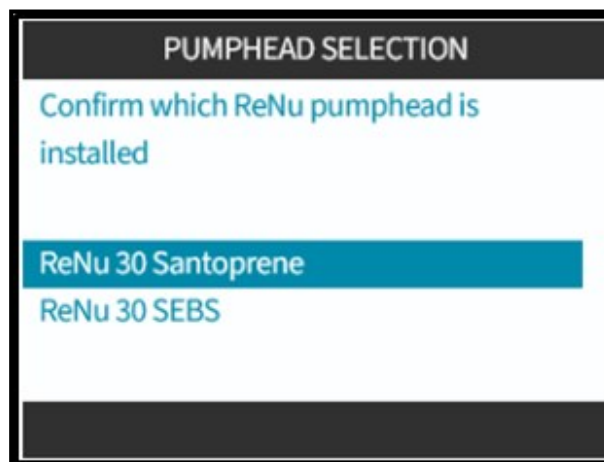 PUMPHEAD SELECTION
Confirm which ReNu pumphead is
installed
ReNu 30 Santoprene
ReNu 30 SEBS